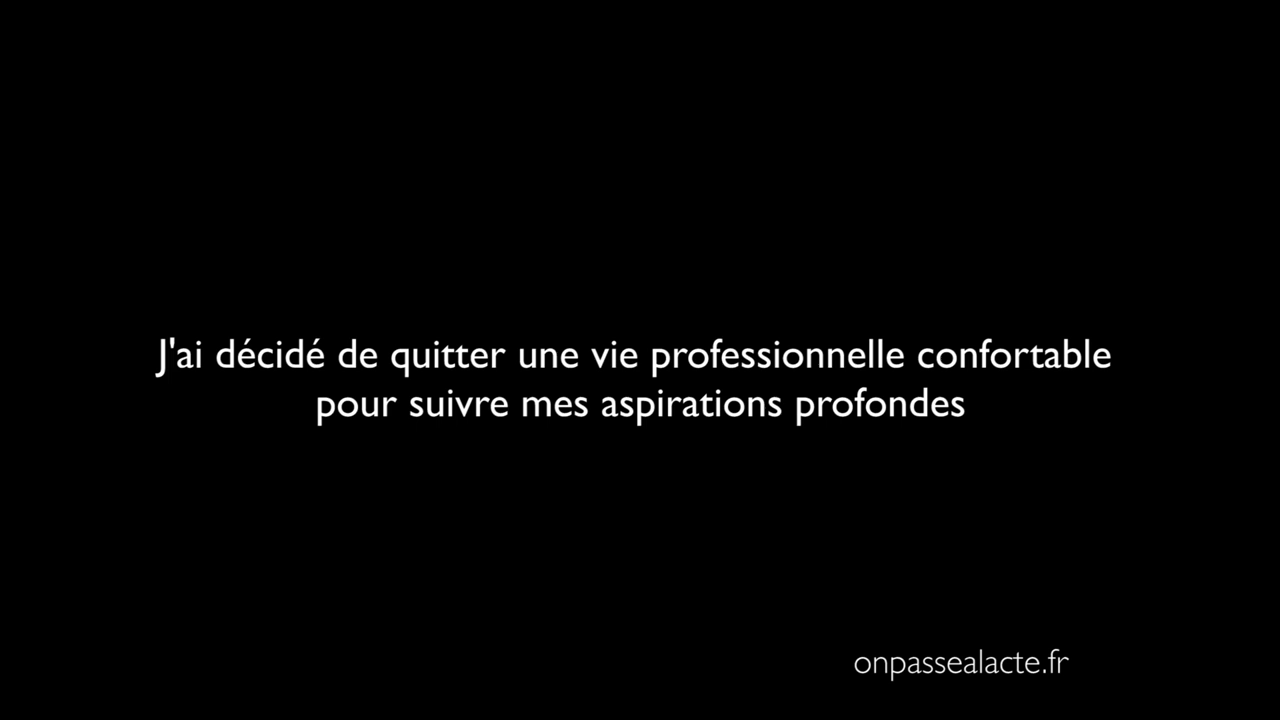 J'ai décidé de quitter une vie professionnelle confortable
pour suivre mes aspirations profondes
onpassealacte.fr